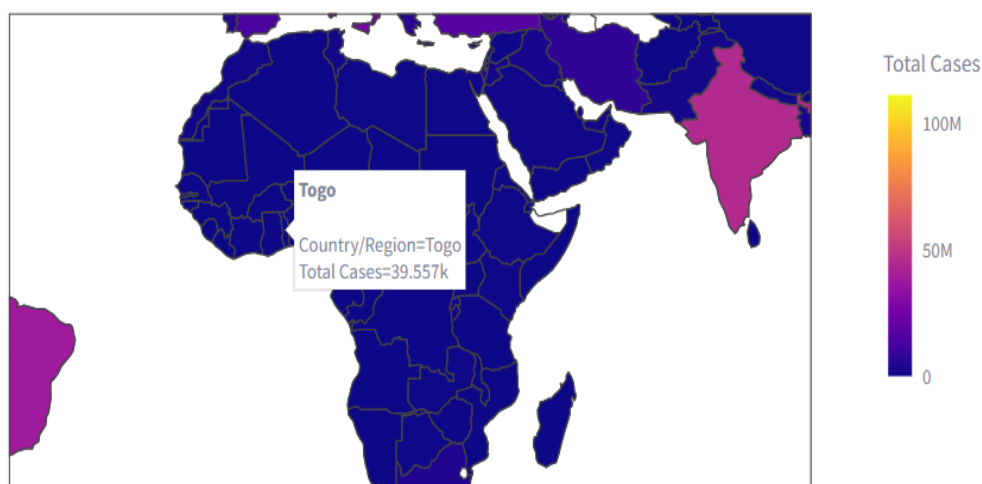 Togo
Country/Region=Togo
Total Cases=39.557k
Total Cases
100M
50M
0